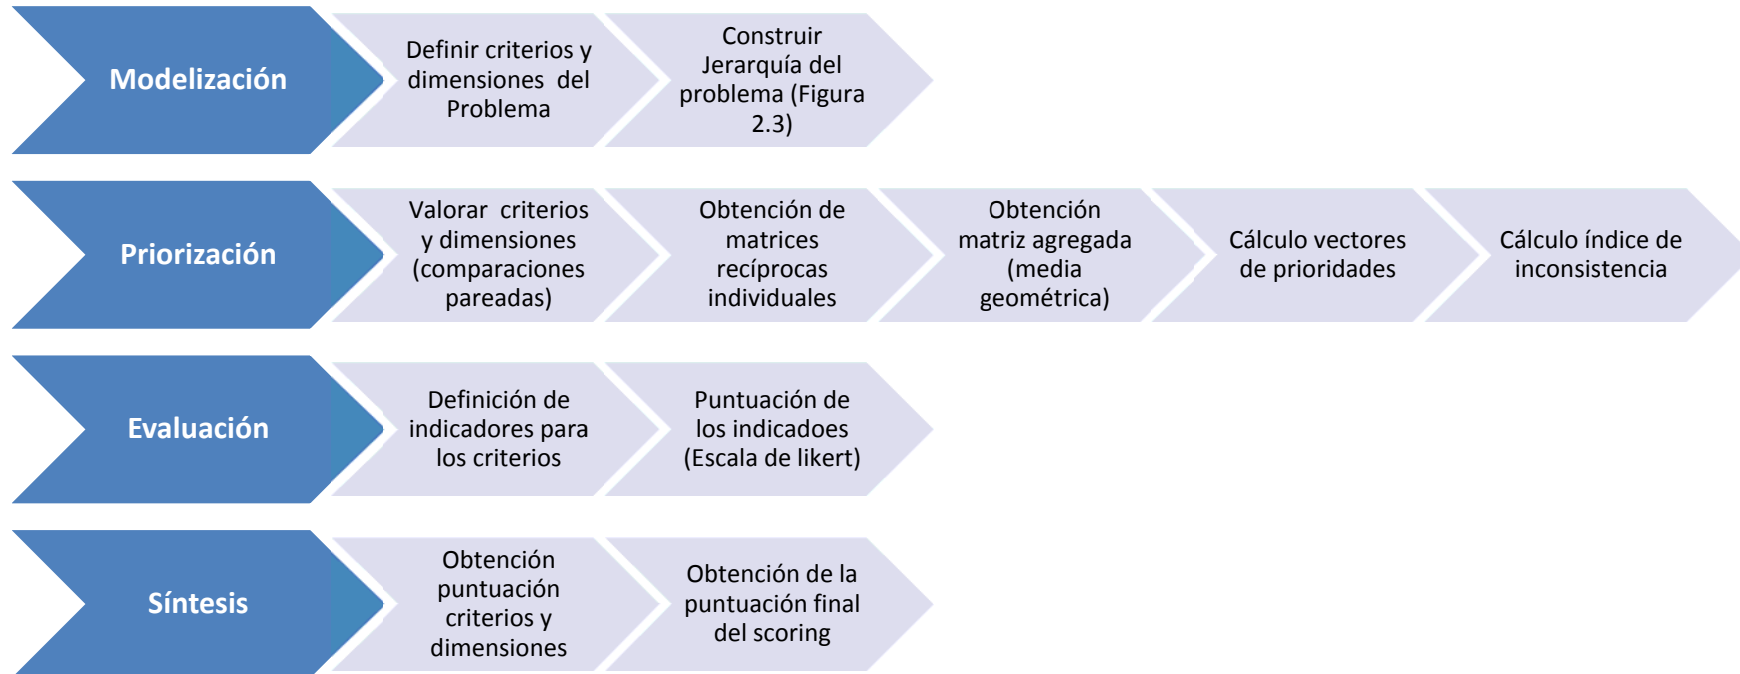 Modelización
Definir criterios y
dimensiones del
Problema
Construir
Jerarquía del
problema (Figura
2.3)
Priorización
Valorar criterios
y dimensiones
(comparaciones
pareadas)
Obtención de
matrices
recíprocas
individuales
Obtención
matriz agregada
(media
geométrica)
Cálculo vectores
de prioridades
Cálculo índice de
inconsistencia
Evaluación
Definición de
indicadores para
los criterios
Puntuación de
los indicadoes
(Escala de likert)
Síntesis
Obtención
puntuación
criterios y
dimensiones
Obtención de la
puntuación final
del scoring